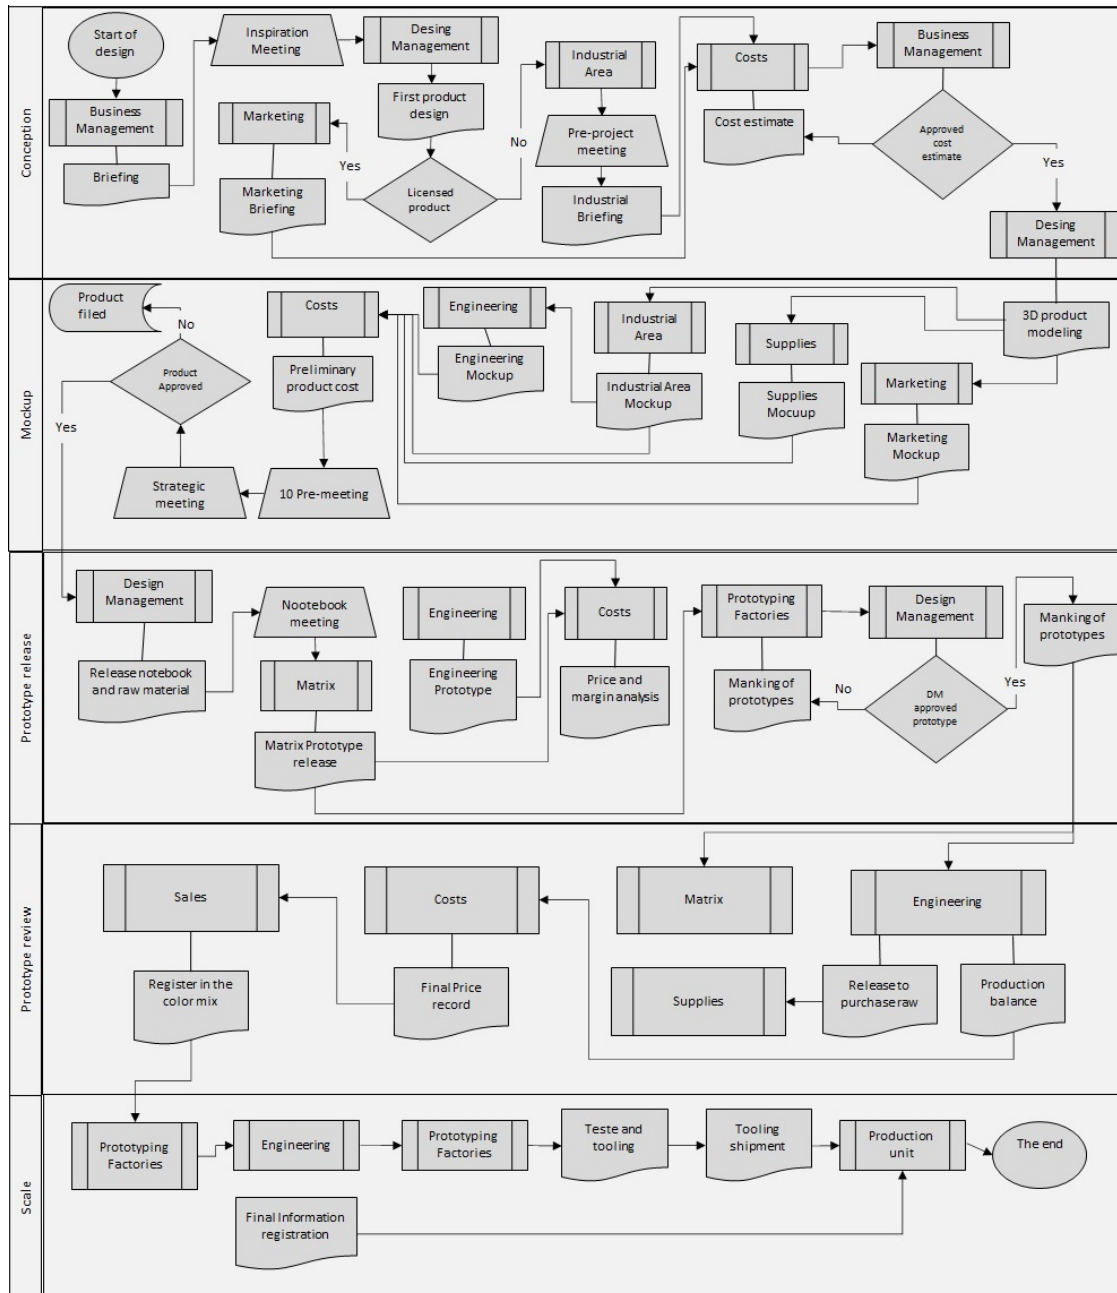 Conception
Start of
design
Business
Management
Briefing
Inspiration
Meeting
Desing
Management
First product
design
Licensed
product
Yes
Marketing
Marketing
Briefing
No
Industrial
Area
Pre-project
meeting
Industrial
Briefing
Costs
Cost estimate
Business
Management
Approved
cost
estimate
Yes
Desing
Management
Mockup
Product
filed
No
Product
Approved
Yes
Strategic
meeting
10 Pre-meeting
Costs
Preliminary
product cost
Engineering
Engineering
Mockup
Industrial
Area
Industrial Area
Mockup
Supplies
Supplies
Mocuup
Marketing
Marketing
Mockup
3D product
modeling
Prototype release
Design
Management
Release notebook
and raw material
Nootebook
meeting
Matrix
Matrix Prototype
release
Engineering
Engineering
Prototype
Costs
Price and
margin analysis
Prototyping
Factories
Manking of
prototypes
No
Design
Management
DM
approved
prototype
Yes
Manking of
prototypes
Prototype review
Sales
Register in the
color mix
Costs
Final Price
record
Matrix
Supplies
Engineering
Release to
purchase raw
Production
balance
Scale
Prototyping
Factories
Engineering
Prototyping
Factories
Teste and
tooling
Tooling
shipment
Production
unit
The end
Final Information
registration